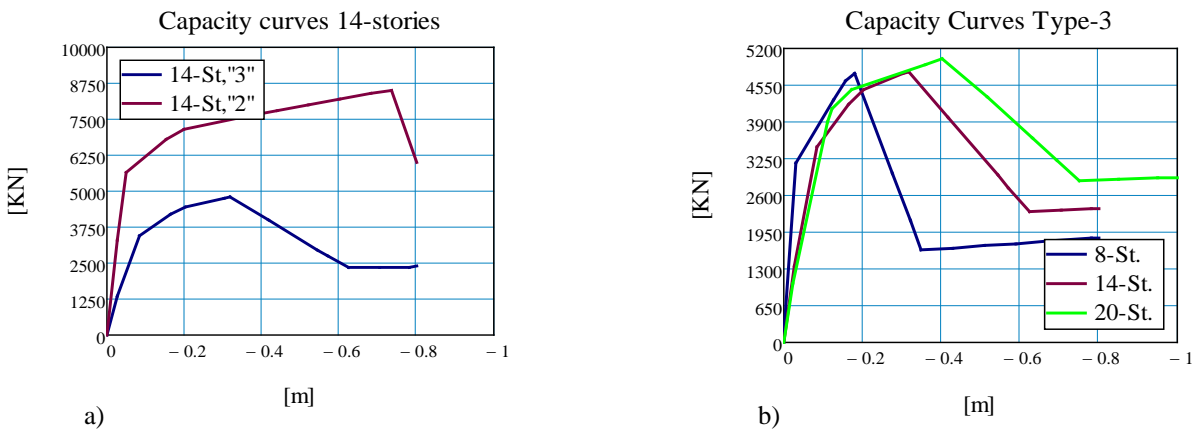 Capacity curves 14-stories
10000
8750
7500
6250
5000
3750
2500
1250
0
[KN]
14-St,"3"
14-St,"2"
0 − 0.2 − 0.4 − 0.6 − 0.8 − 1
[m]
a)
Capacity Curves Type-3
5200
4550
3900
3250
2600
1950
1300
650
0
[KN]
8-St.
14-St.
20-St.
0 − 0.2 − 0.4 − 0.6 − 0.8 − 1
[m]
b)